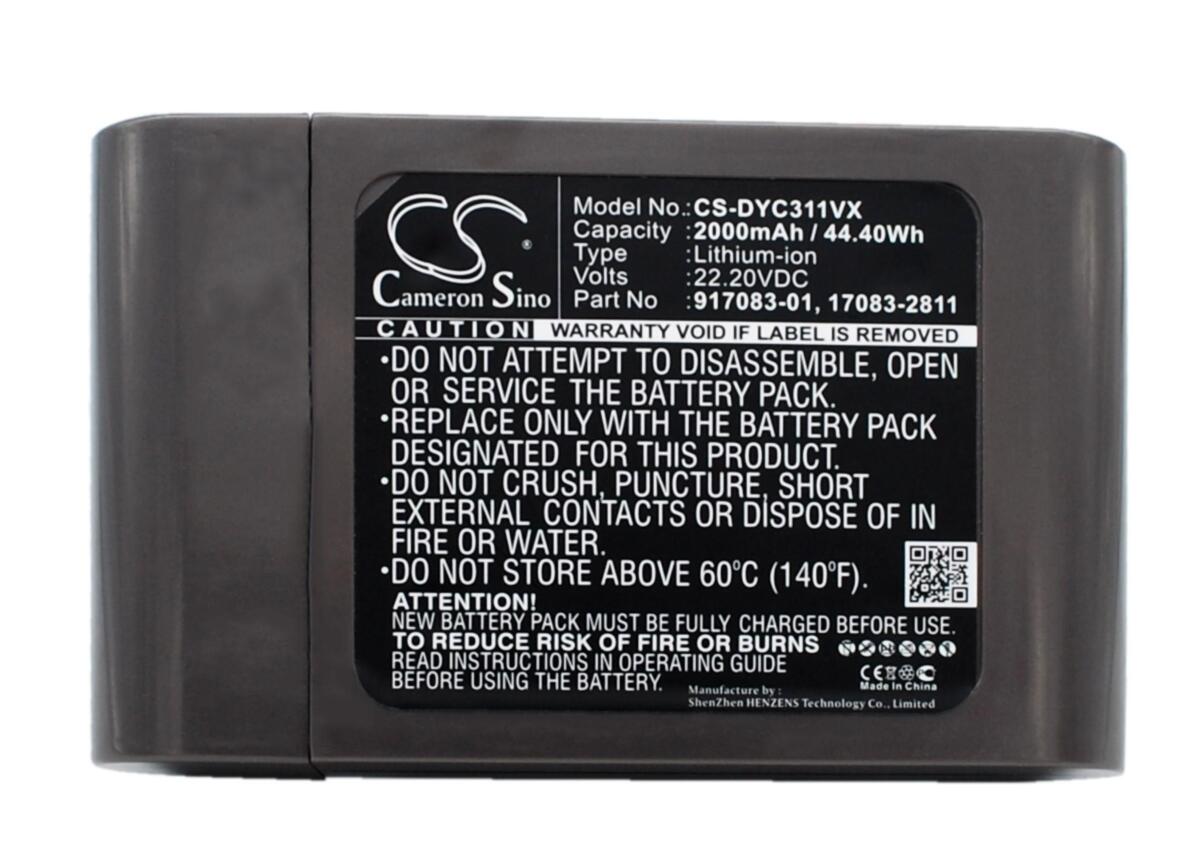 CS®
Cameron Sino
Model No.: CS-DYC311VX
Capacity : 2000mAh / 44.40Wh
Type : Lithium-ion
Volts : 22.20VDC
Part No : 917083-01, 17083-2811
CAUTION WARRANTY VOID IF LABEL IS REMOVED
•DO NOT ATTEMPT TO DISASSEMBLE, OPEN
OR SERVICE THE BATTERY PACK.
•REPLACE ONLY WITH THE BATTERY PACK
DESIGNATED FOR THIS PRODUCT.
•DO NOT CRUSH, PUNCTURE, SHORT
EXTERNAL CONTACTS OR DISPOSE OF IN
FIRE OR WATER.
•DO NOT STORE ABOVE 60°C (140°F).
ATTENTION!
NEW BATTERY PACK MUST BE FULLY CHARGED BEFORE USE.
TO REDUCE RISK OF FIRE OR BURNS
READ INSTRUCTIONS IN OPERATING GUIDE
BEFORE USING THE BATTERY.
CE
Made In China
Manufacture by :
ShenZhen HENZENS Technology Co., Limited